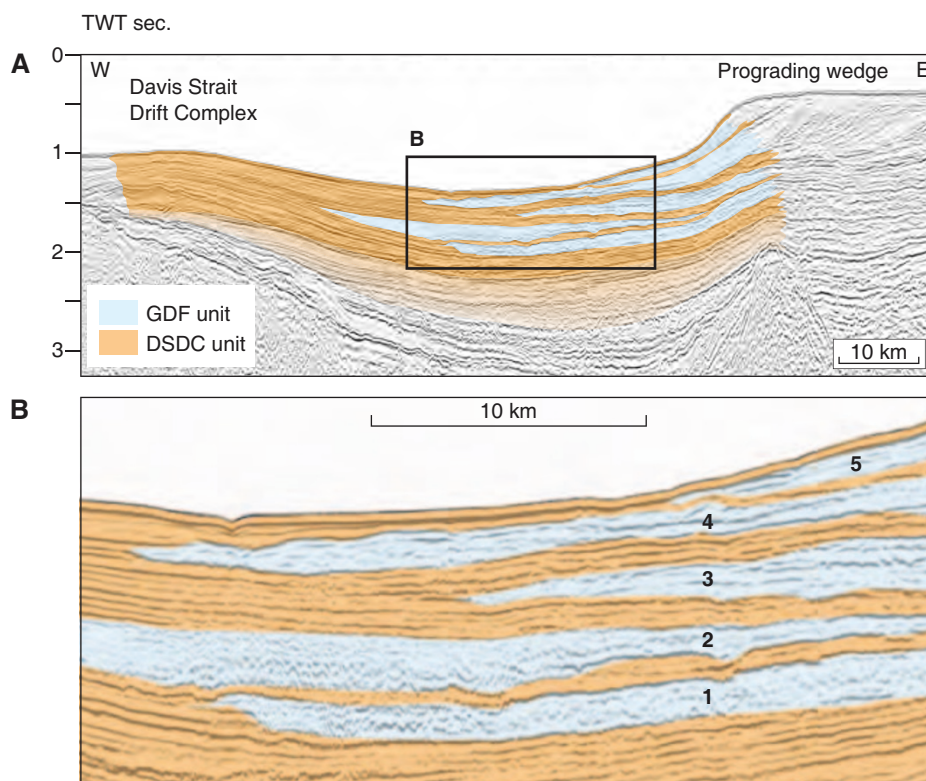 TWT sec.
A
0
W
Davis Strait
Drift Complex
Prograding wedge
E
B
1
2
GDF unit
DSDC unit
3
10 km
B
10 km
5
4
3
2
1